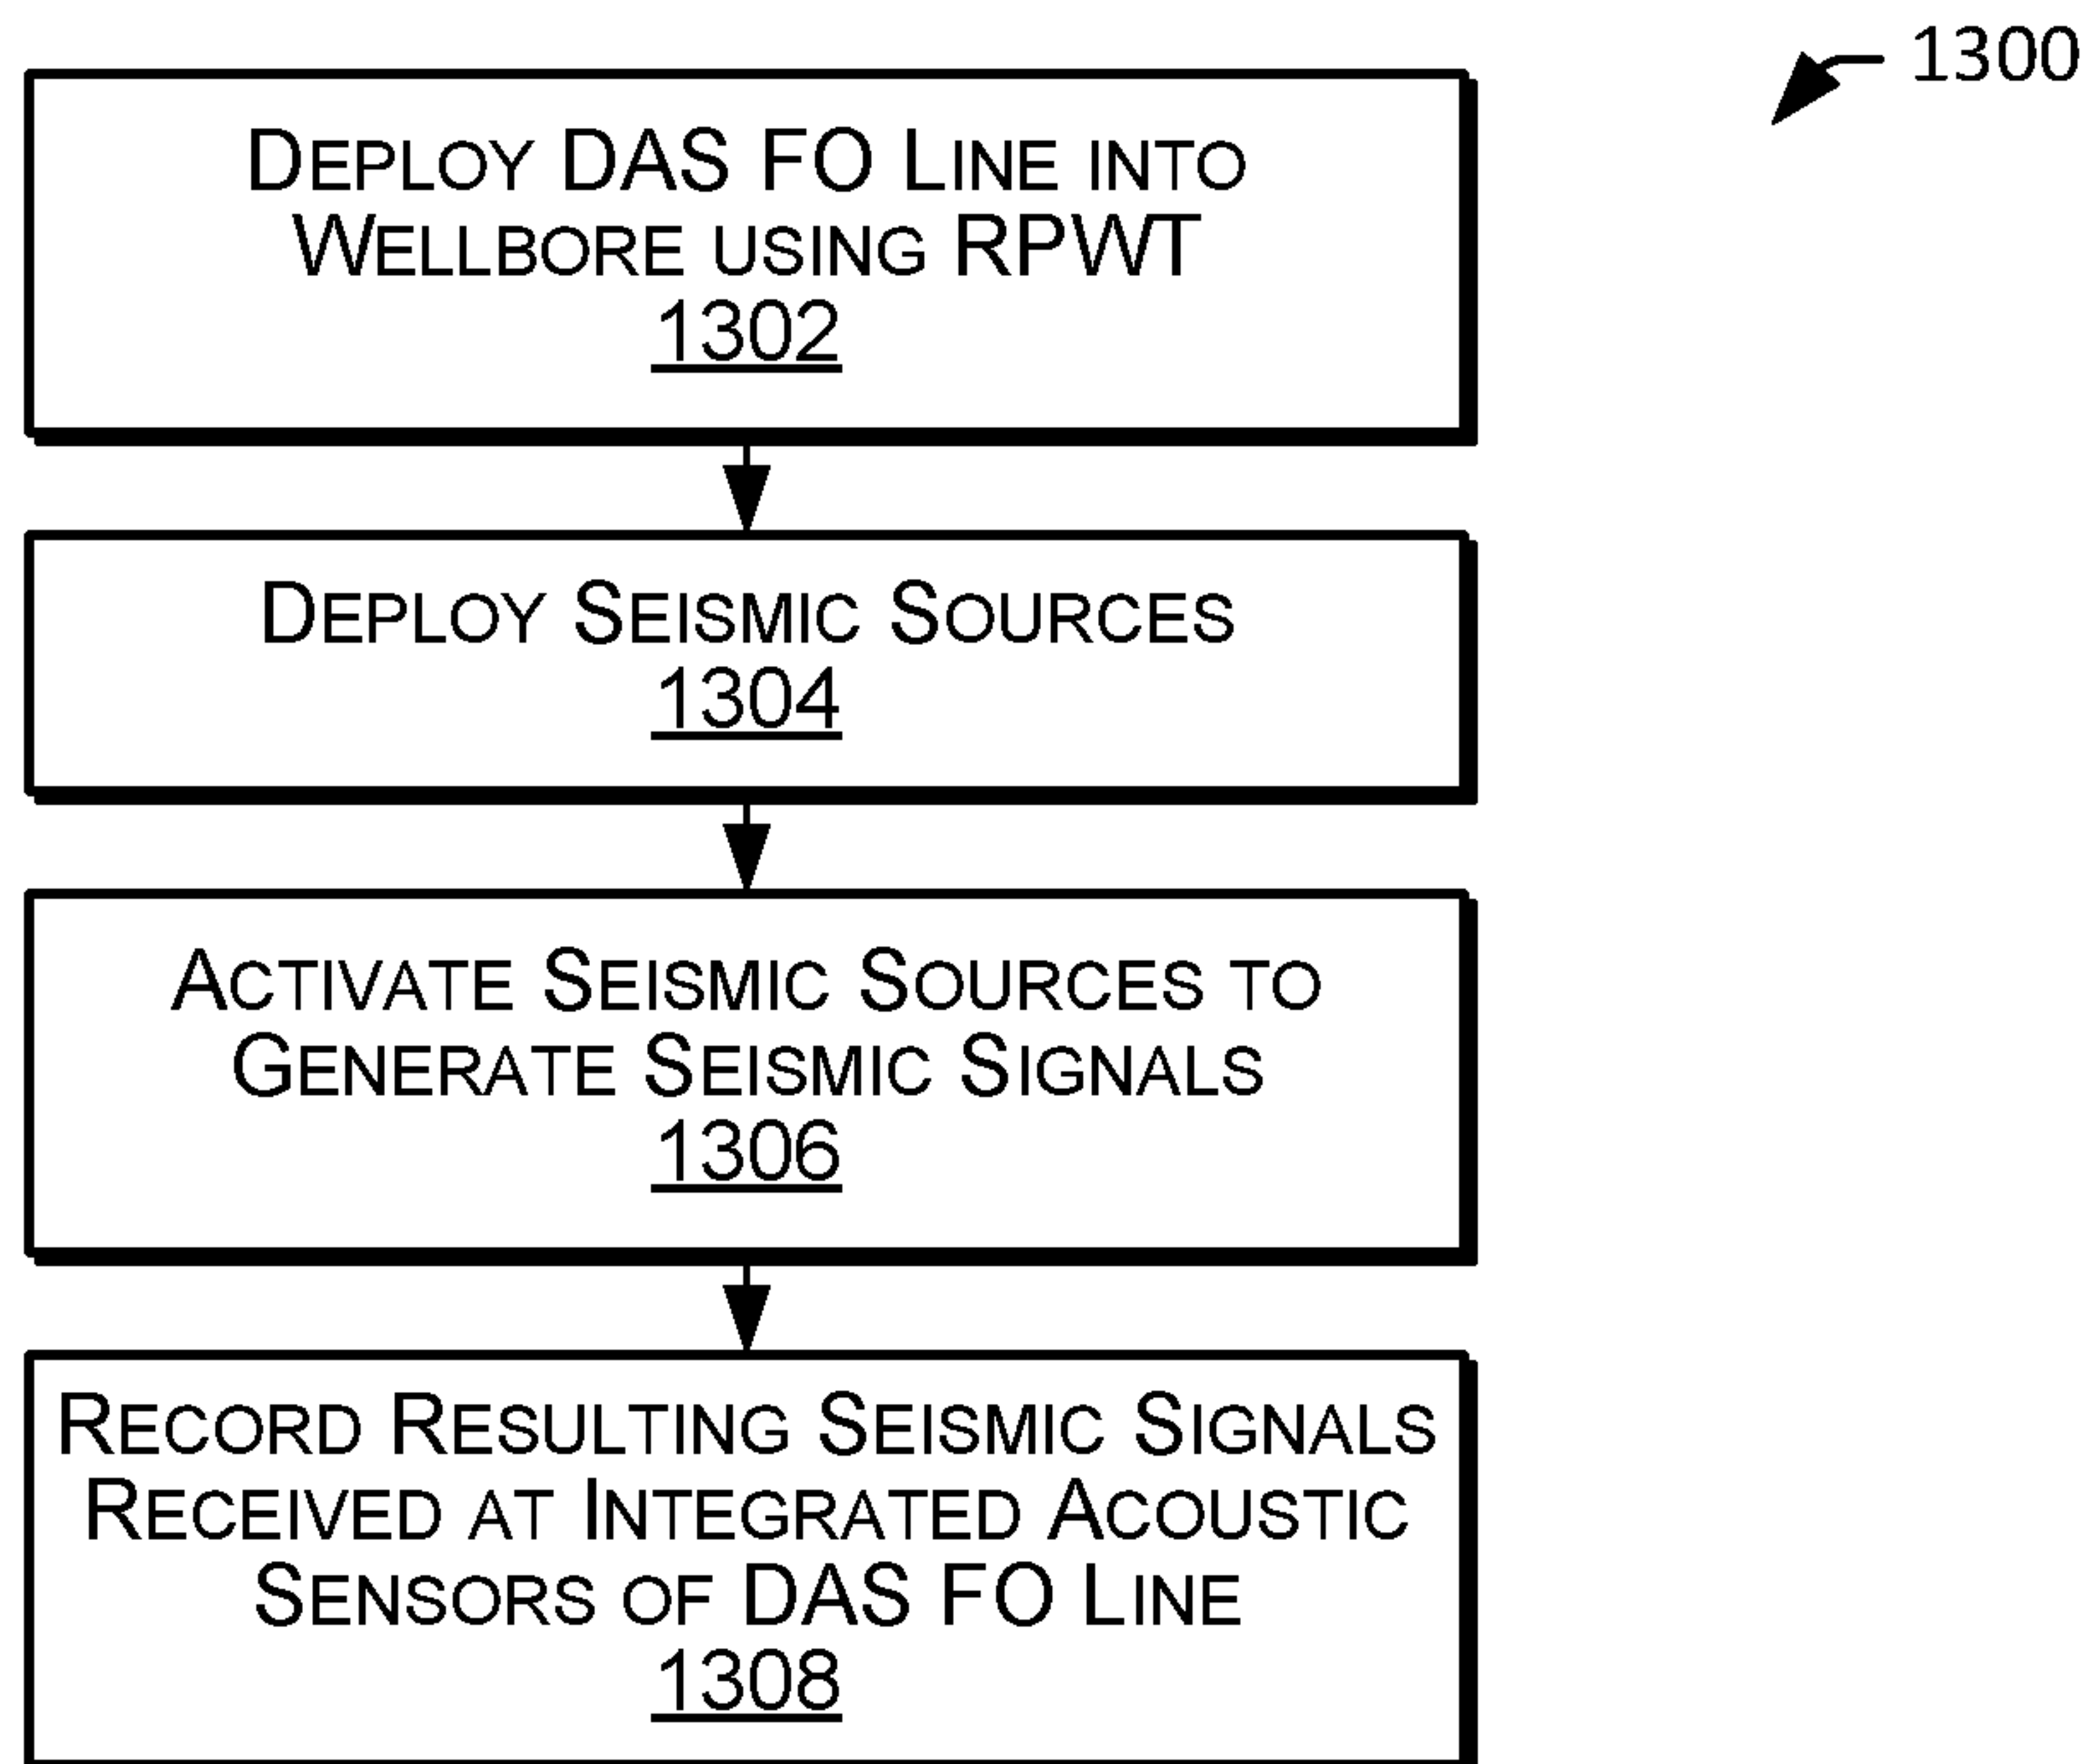 1300
DEPLOY DAS FO LINE INTO
WELLBORE USING RPWT
1302
DEPLOY SEISMIC SOURCES
1304
ACTIVATE SEISMIC SOURCES TO
GENERATE SEISMIC SIGNALS
1306
RECORD RESULTING SEISMIC SIGNALS
RECEIVED AT INTEGRATED ACOUSTIC
SENSORS OF DAS FO LINE
1308